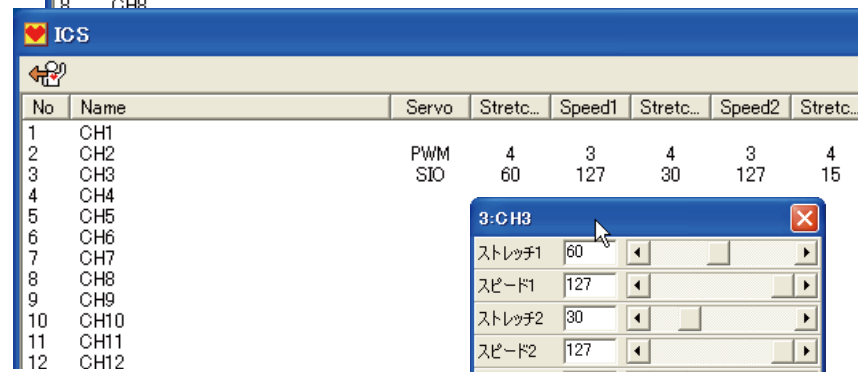 8 CH8
ICS
No Name Servo Stretc... Speed1 Stretc... Speed2 Stretc...
1 CH1
2 CH2 PWM 4 3 4 3 4
3 CH3 SIO 60 127 30 127 15
4 CH4
5 CH5
6 CH6
7 CH7
8 CH8
9 CH9
10 CH10
11 CH11
12 CH12
3:CH3
ストレッチ1 60
スピード1 127
ストレッチ2 30
スピード2 127